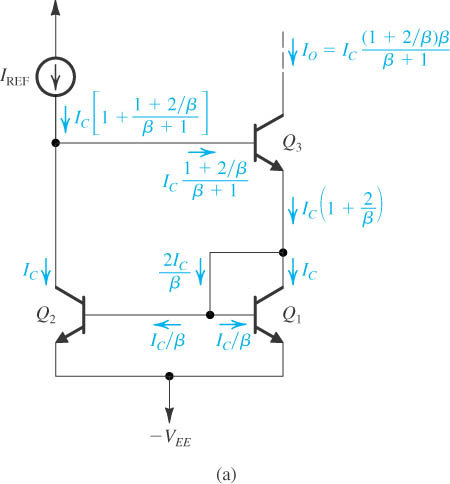 I_O = I_C (1 + 2/β)β / β + 1
I_REF
I_C [1 + 1 + 2/β / β + 1]
Q_3
I_C 1 + 2/β / β + 1
I_C (1 + 2/β)
I_C
2I_C/β
I_C
Q_2
Q_1
I_C/β
I_C/β
−V_EE
(a)